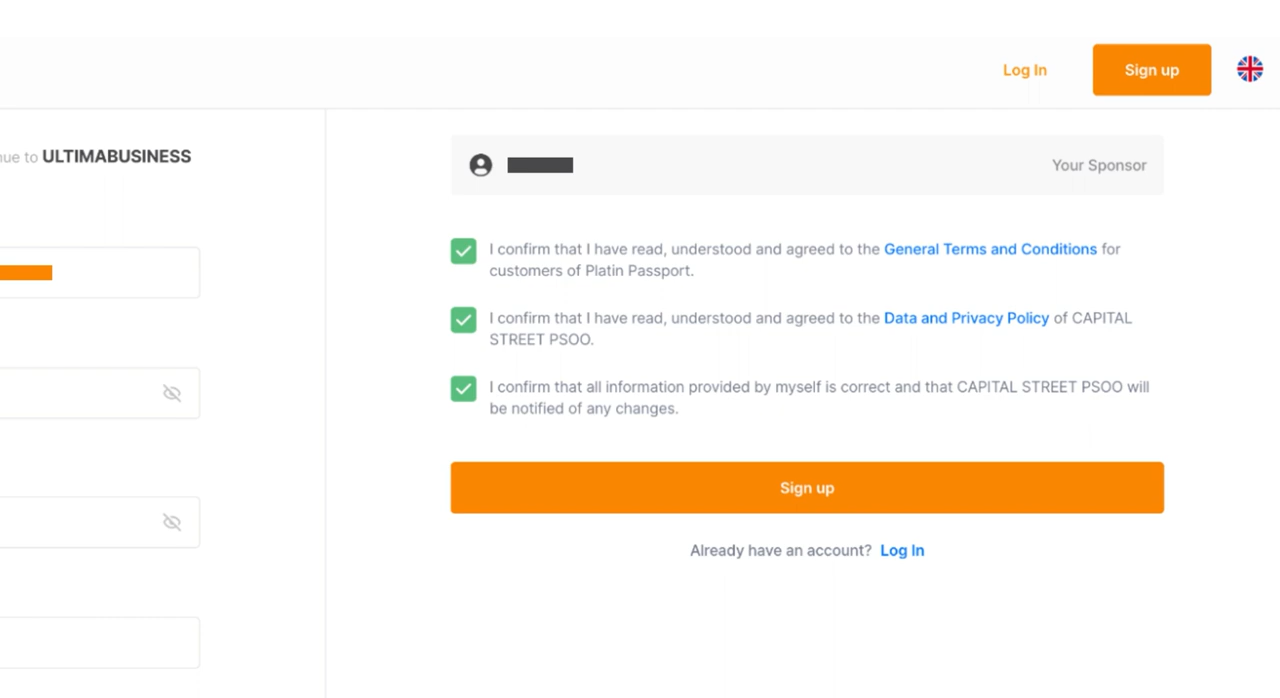 Log In
Sign up
nue to ULTIMABUSINESS
Your Sponsor
I confirm that I have read, understood and agreed to the General Terms and Conditions for
customers of Platin Passport.
I confirm that I have read, understood and agreed to the Data and Privacy Policy of CAPITAL
STREET PSOO.
I confirm that all information provided by myself is correct and that CAPITAL STREET PSOO will
be notified of any changes.
Sign up
Already have an account? Log In